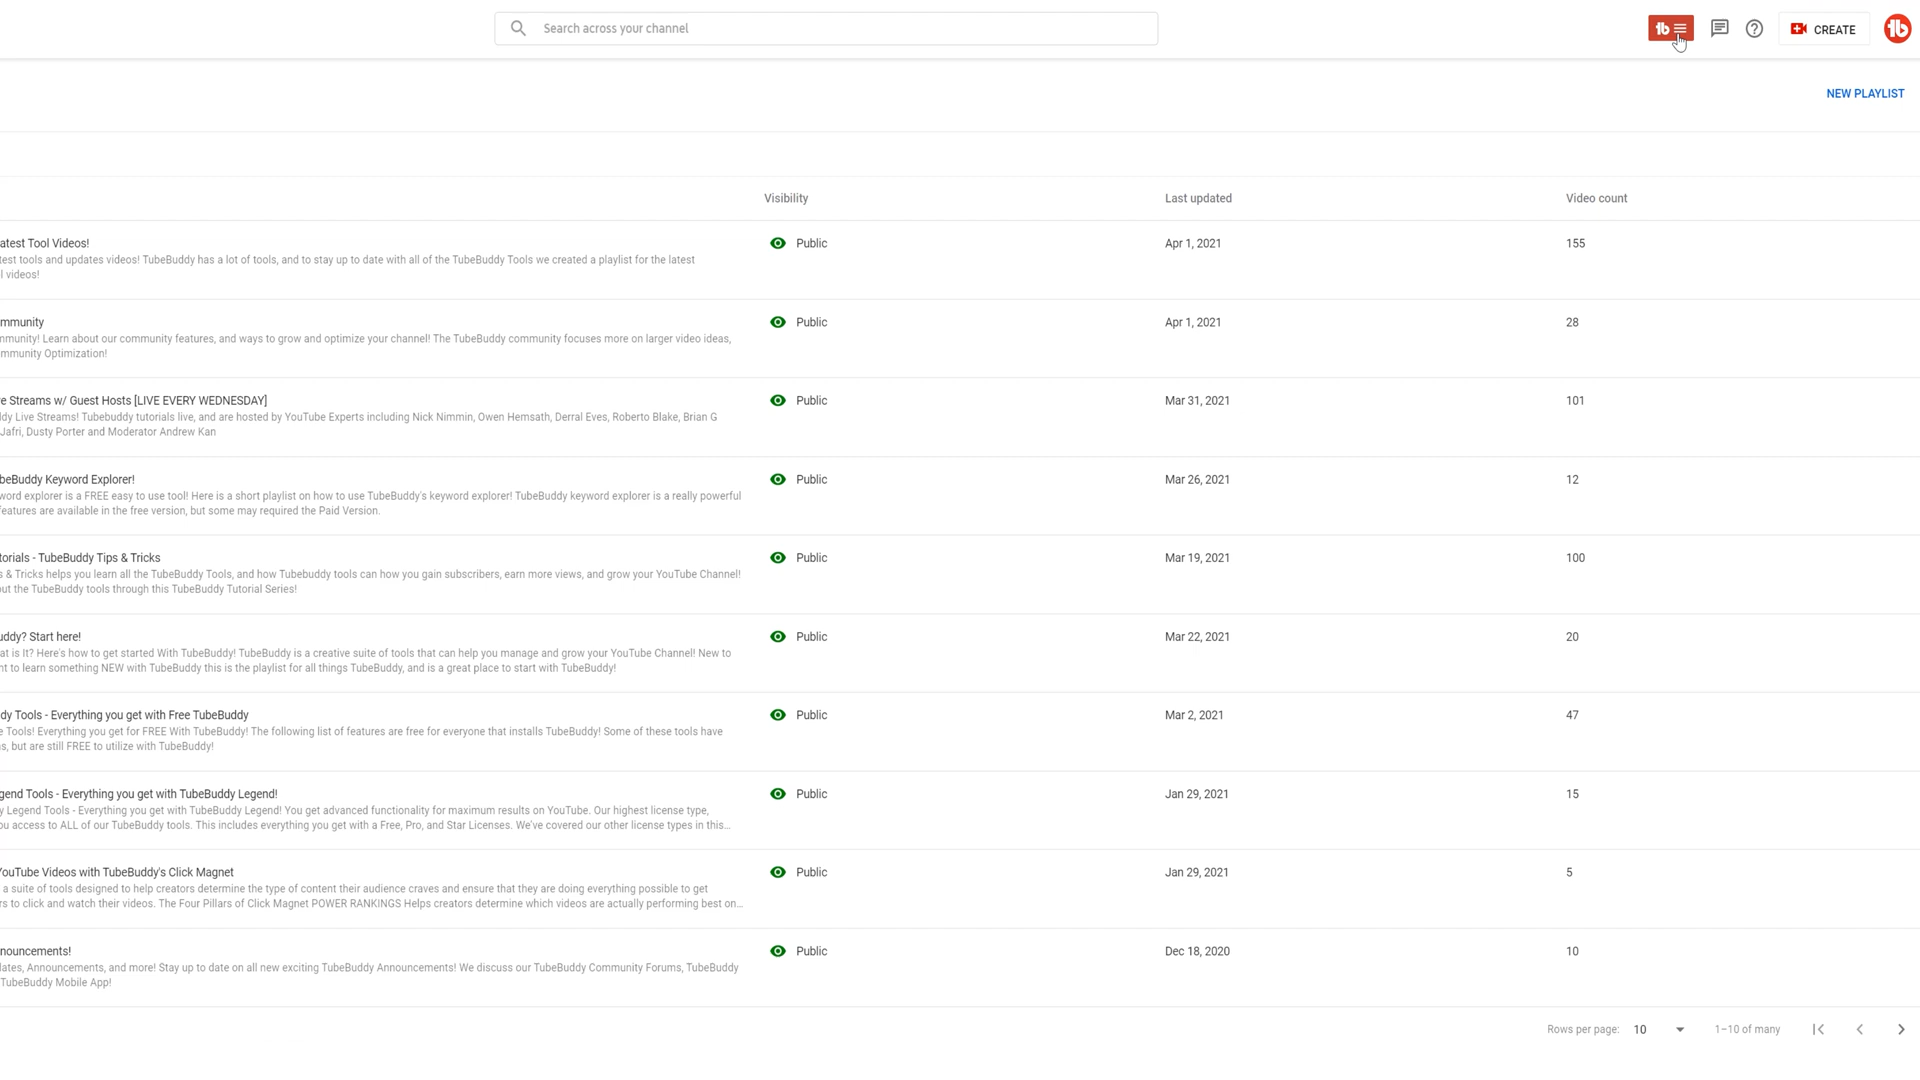 Search across your channel
tb
CREATE
tb
NEW PLAYLIST
Visibility Last updated Video count
atest Tool Videos! Public Apr 1, 2021 155
test tools and updates videos! TubeBuddy has a lot of tools, and to stay up to date with all of the TubeBuddy Tools we created a playlist for the latest
l videos!
mmunity Public Apr 1, 2021 28
nmunity! Learn about our community features, and ways to grow and optimize your channel! The TubeBuddy community focuses more on larger video ideas,
mmunity Optimization!
e Streams w/ Guest Hosts [LIVE EVERY WEDNESDAY] Public Mar 31, 2021 101
ddy Live Streams! Tubebuddy tutorials live, and are hosted by YouTube Experts including Nick Nimmin, Owen Hemsath, Derral Eves, Roberto Blake, Brian G
Jafri, Dusty Porter and Moderator Andrew Kan
beBuddy Keyword Explorer! Public Mar 26, 2021 12
word explorer is a FREE easy to use tool! Here is a short playlist on how to use TubeBuddy's keyword explorer! TubeBuddy keyword explorer is a really powerful
features are available in the free version, but some may required the Paid Version.
torials - TubeBuddy Tips & Tricks Public Mar 19, 2021 100
s & Tricks helps you learn all the TubeBuddy Tools, and how Tubebuddy tools can how you gain subscribers, earn more views, and grow your YouTube Channel!
out the TubeBuddy tools through this TubeBuddy Tutorial Series!
uddy? Start here! Public Mar 22, 2021 20
at is It? Here's how to get started With TubeBuddy! TubeBuddy is a creative suite of tools that can help you manage and grow your YouTube Channel! New to
nt to learn something NEW with TubeBuddy this is the playlist for all things TubeBuddy, and is a great place to start with TubeBuddy!
dy Tools - Everything you get with Free TubeBuddy Public Mar 2, 2021 47
e Tools! Everything you get for FREE With TubeBuddy! The following list of features are free for everyone that installs TubeBuddy! Some of these tools have
s, but are still FREE to utilize with TubeBuddy!
gend Tools - Everything you get with TubeBuddy Legend! Public Jan 29, 2021 15
y Legend Tools - Everything you get with TubeBuddy Legend! You get advanced functionality for maximum results on YouTube. Our highest license type,
ou access to ALL of our TubeBuddy tools. This includes everything you get with a Free, Pro, and Star Licenses. We've covered our other license types in this...
YouTube Videos with TubeBuddy's Click Magnet Public Jan 29, 2021 5
a suite of tools designed to help creators determine the type of content their audience craves and ensure that they are doing everything possible to get
rs to click and watch their videos. The Four Pillars of Click Magnet POWER RANKINGS Helps creators determine which videos are actually performing best on...
nouncements! Public Dec 18, 2020 10
dates, Announcements, and more! Stay up to date on all new exciting TubeBuddy Announcements! We discuss our TubeBuddy Community Forums, TubeBuddy
TubeBuddy Mobile App!
Rows per page: 10 1–10 of many